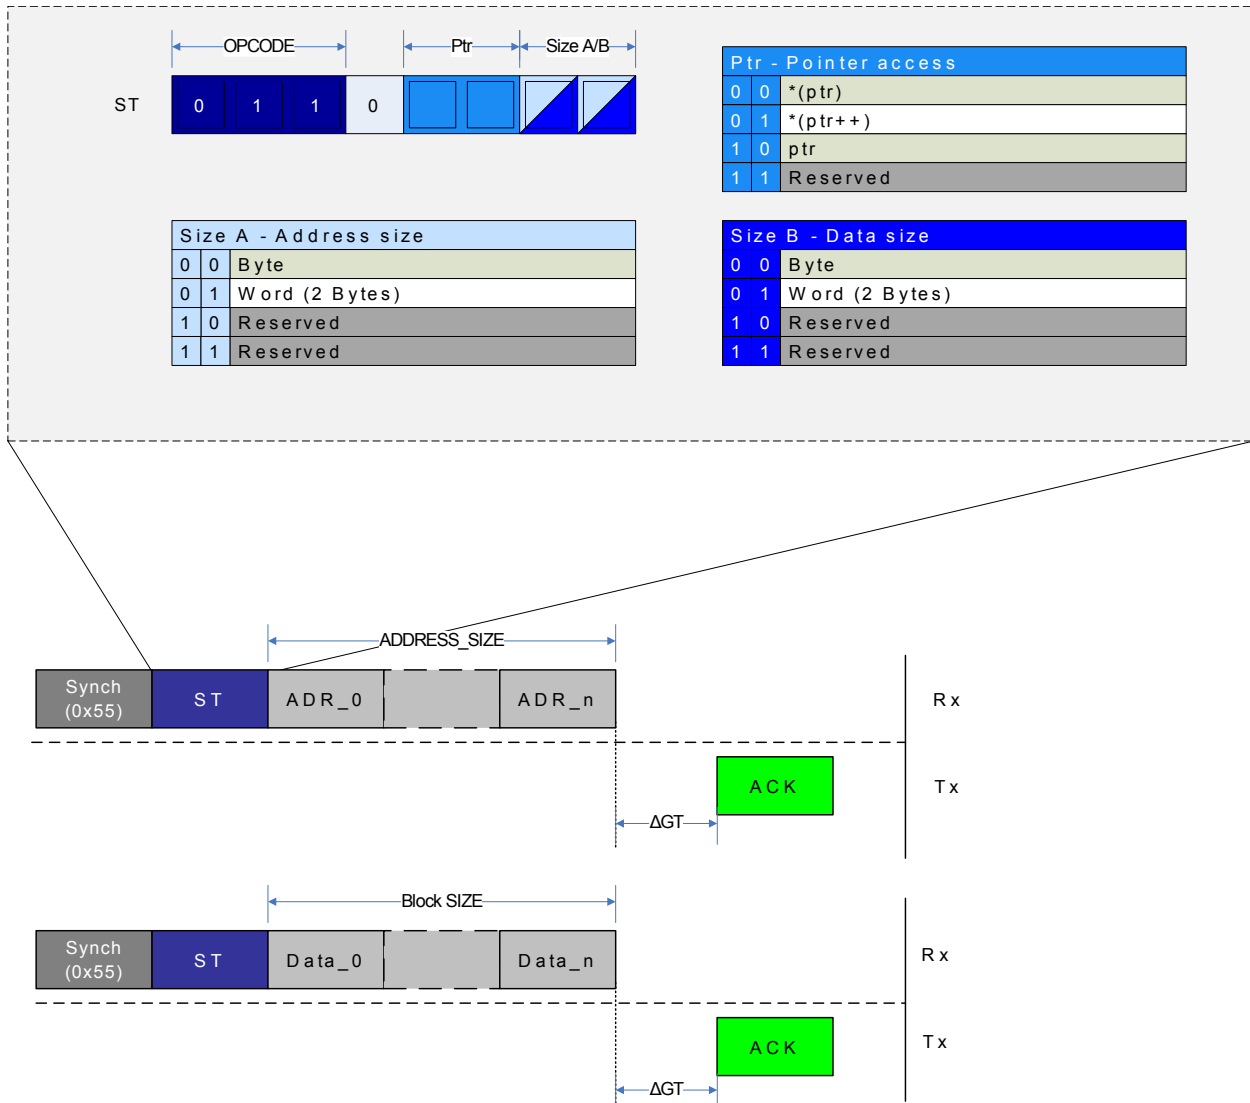 OPCODE Ptr Size A/B
ST 0 1 1 0
Ptr - Pointer access
0 0 *(ptr)
0 1 *(ptr++)
1 0 ptr
1 1 Reserved
Size A - Address size
0 0 Byte
0 1 Word (2 Bytes)
1 0 Reserved
1 1 Reserved
Size B - Data size
0 0 Byte
0 1 Word (2 Bytes)
1 0 Reserved
1 1 Reserved
ADDRESS_SIZE
Synch
(0x55)
ST ADR_0 ADR_n Rx
ACK Tx
ΔGT
Block SIZE
Synch
(0x55)
ST Data_0 Data_n Rx
ACK Tx
ΔGT